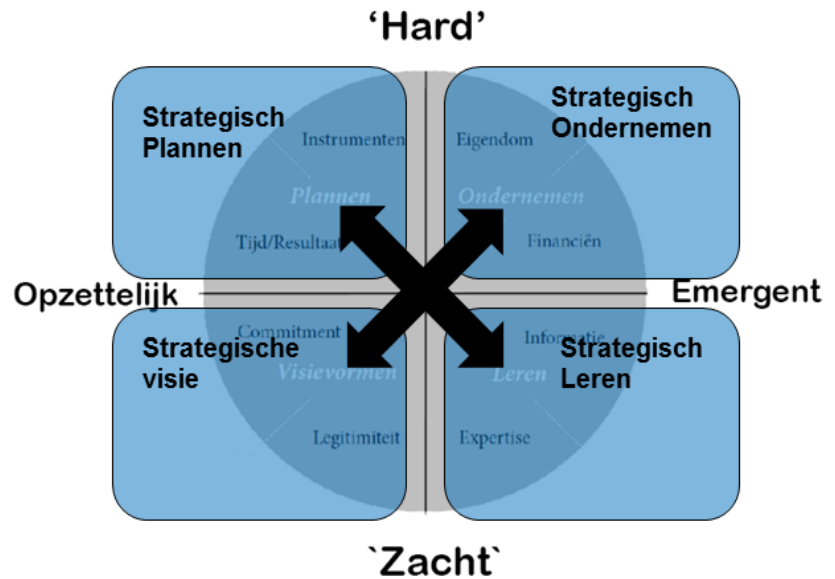 ‘Hard’
Strategisch
Plannen
Strategisch
Ondernemen
Instrumenten
Eigendom
Plannen
Ondernemen
Tijd/Resultaat
Financiën
Opzettelijk
Emergent
Commitment
Informatie
Strategische
visie
Strategisch
Leren
Visievormen
Leren
Legitimiteit
Expertise
`Zacht`